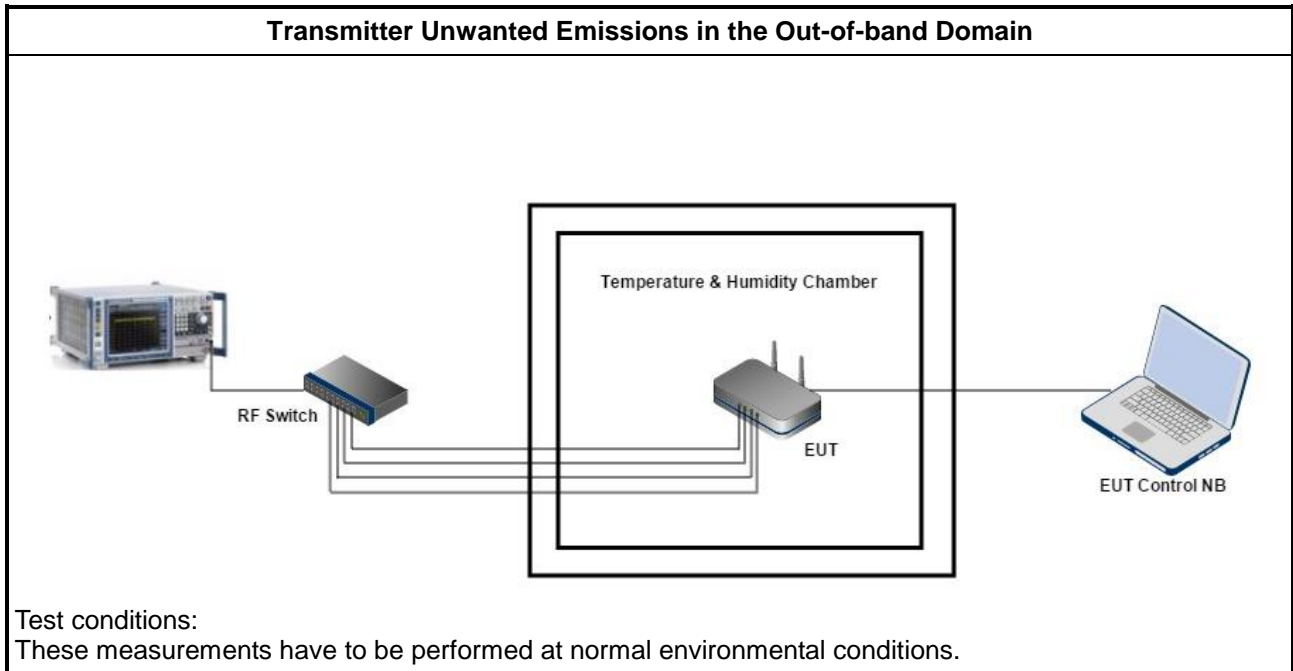 Transmitter Unwanted Emissions in the Out-of-band Domain
Temperature & Humidity Chamber
RF Switch
EUT
EUT Control NB
Test conditions:
These measurements have to be performed at normal environmental conditions.